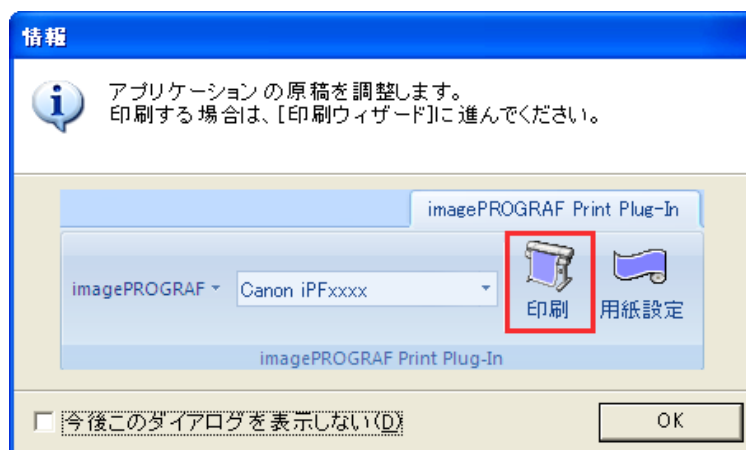 情報
アプリケーションの原稿を調整します。
印刷する場合は、[印刷ウィザード]に進んでください。
imagePROGRAF Print Plug-In
imagePROGRAF
Canon iPFxxxx
印刷
用紙設定
imagePROGRAF Print Plug-In
今後このダイアログを表示しない(D)
OK